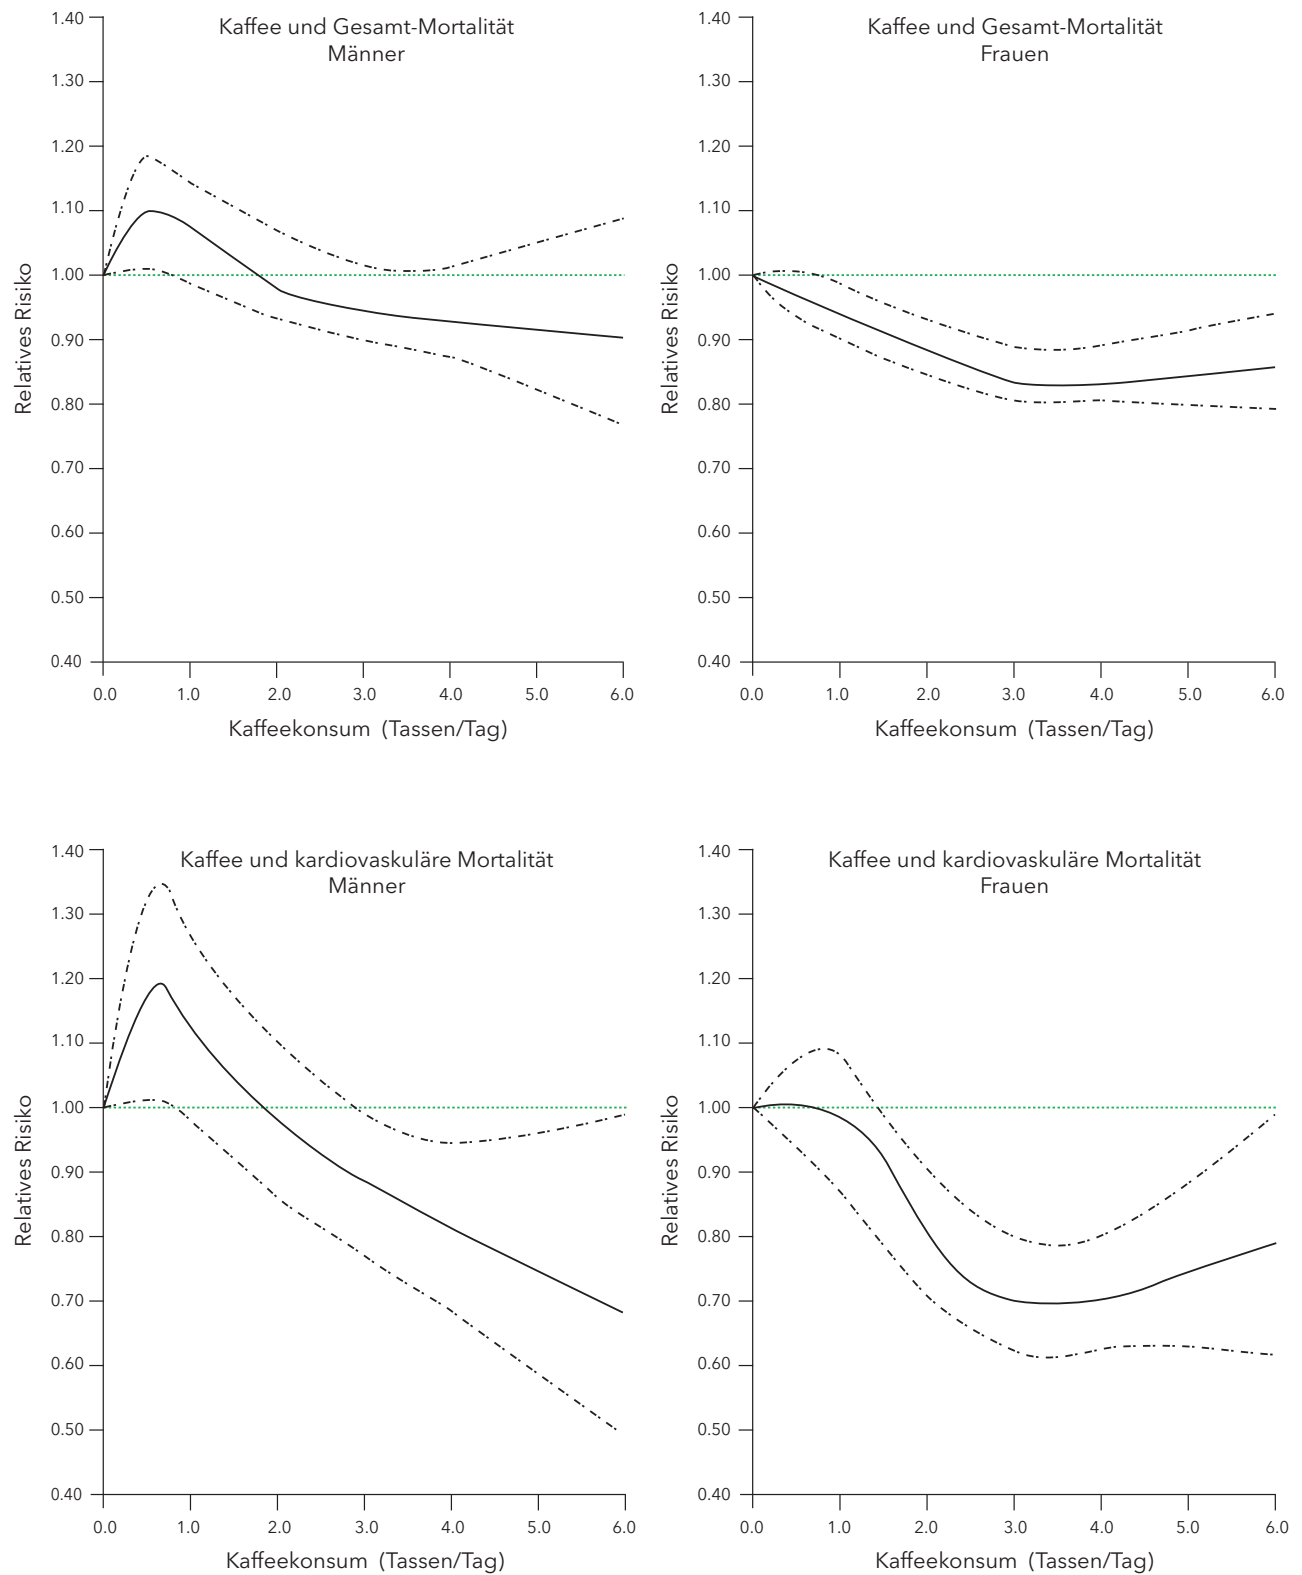 Kaffee und Gesamt-Mortalität
Männer
1.40
1.30
1.20
1.10
1.00
0.90
0.80
0.70
0.60
0.50
0.40
Relatives Risiko
0.0 1.0 2.0 3.0 4.0 5.0 6.0
Kaffeekonsum (Tassen/Tag)
Kaffee und Gesamt-Mortalität
Frauen
1.40
1.30
1.20
1.10
1.00
0.90
0.80
0.70
0.60
0.50
0.40
Relatives Risiko
0.0 1.0 2.0 3.0 4.0 5.0 6.0
Kaffeekonsum (Tassen/Tag)
Kaffee und kardiovaskuläre Mortalität
Männer
1.40
1.30
1.20
1.10
1.00
0.90
0.80
0.70
0.60
0.50
0.40
Relatives Risiko
0.0 1.0 2.0 3.0 4.0 5.0 6.0
Kaffeekonsum (Tassen/Tag)
Kaffee und kardiovaskuläre Mortalität
Frauen
1.40
1.30
1.20
1.10
1.00
0.90
0.80
0.70
0.60
0.50
0.40
Relatives Risiko
0.0 1.0 2.0 3.0 4.0 5.0 6.0
Kaffeekonsum (Tassen/Tag)